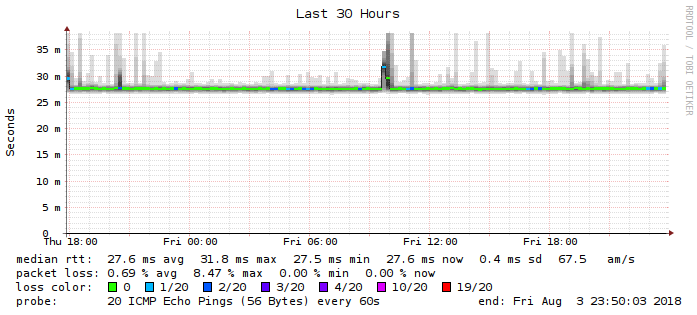 Last 30 Hours
RRDTOOL / TOBI OETIKER
Seconds
35 m
30 m
25 m
20 m
15 m
10 m
5 m
0
Thu 18:00 Fri 00:00 Fri 06:00 Fri 12:00 Fri 18:00
median rtt: 27.6 ms avg 31.8 ms max 27.5 ms min 27.6 ms now 0.4 ms sd 67.5 am/s
packet loss: 0.69 % avg 8.47 % max 0.00 % min 0.00 % now
loss color: 0 1/20 2/20 3/20 4/20 10/20 19/20
probe: 20 ICMP Echo Pings (56 Bytes) every 60s end: Fri Aug 3 23:50:03 2018